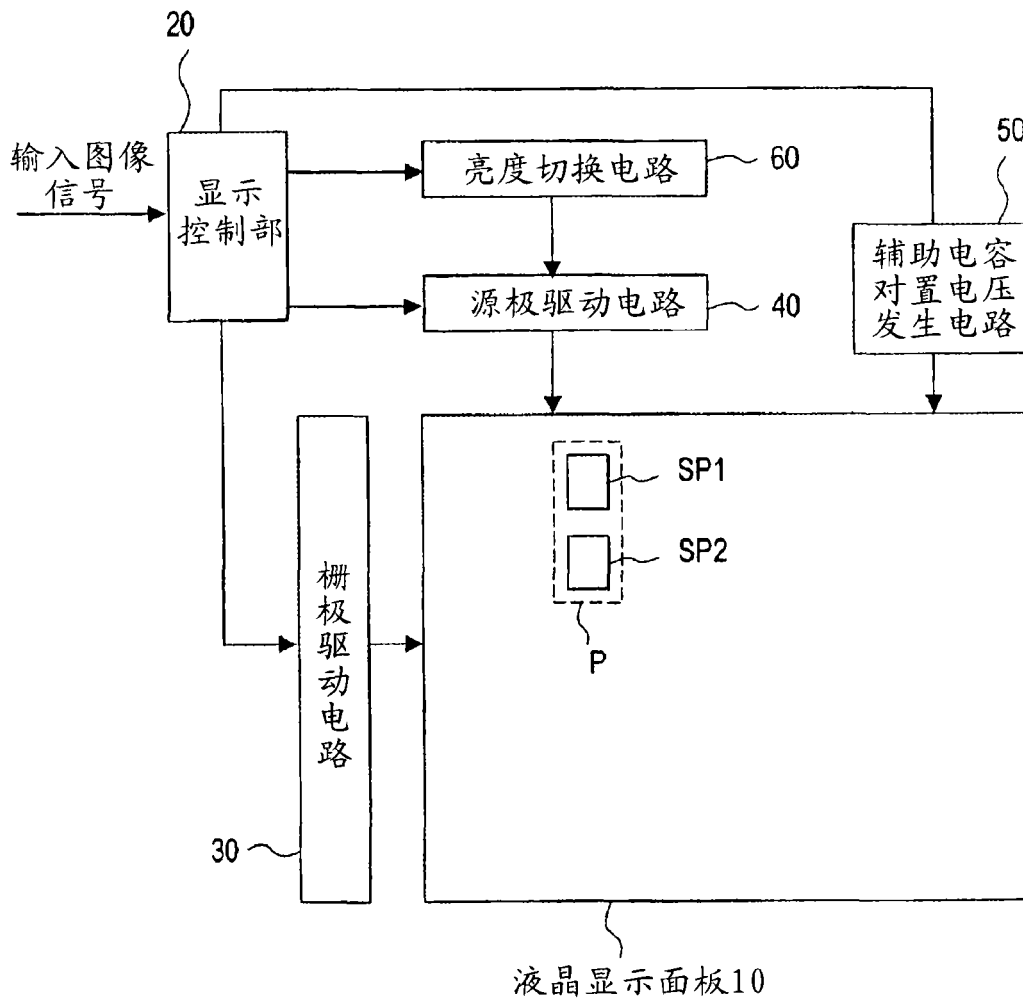 20
50
输入图像
信号
显示
控制部
亮度切换电路
60
源极驱动电路
40
辅助电容
对置电压
发生电路
SP1
SP2
P
栅极驱动电路
30
液晶显示面板10